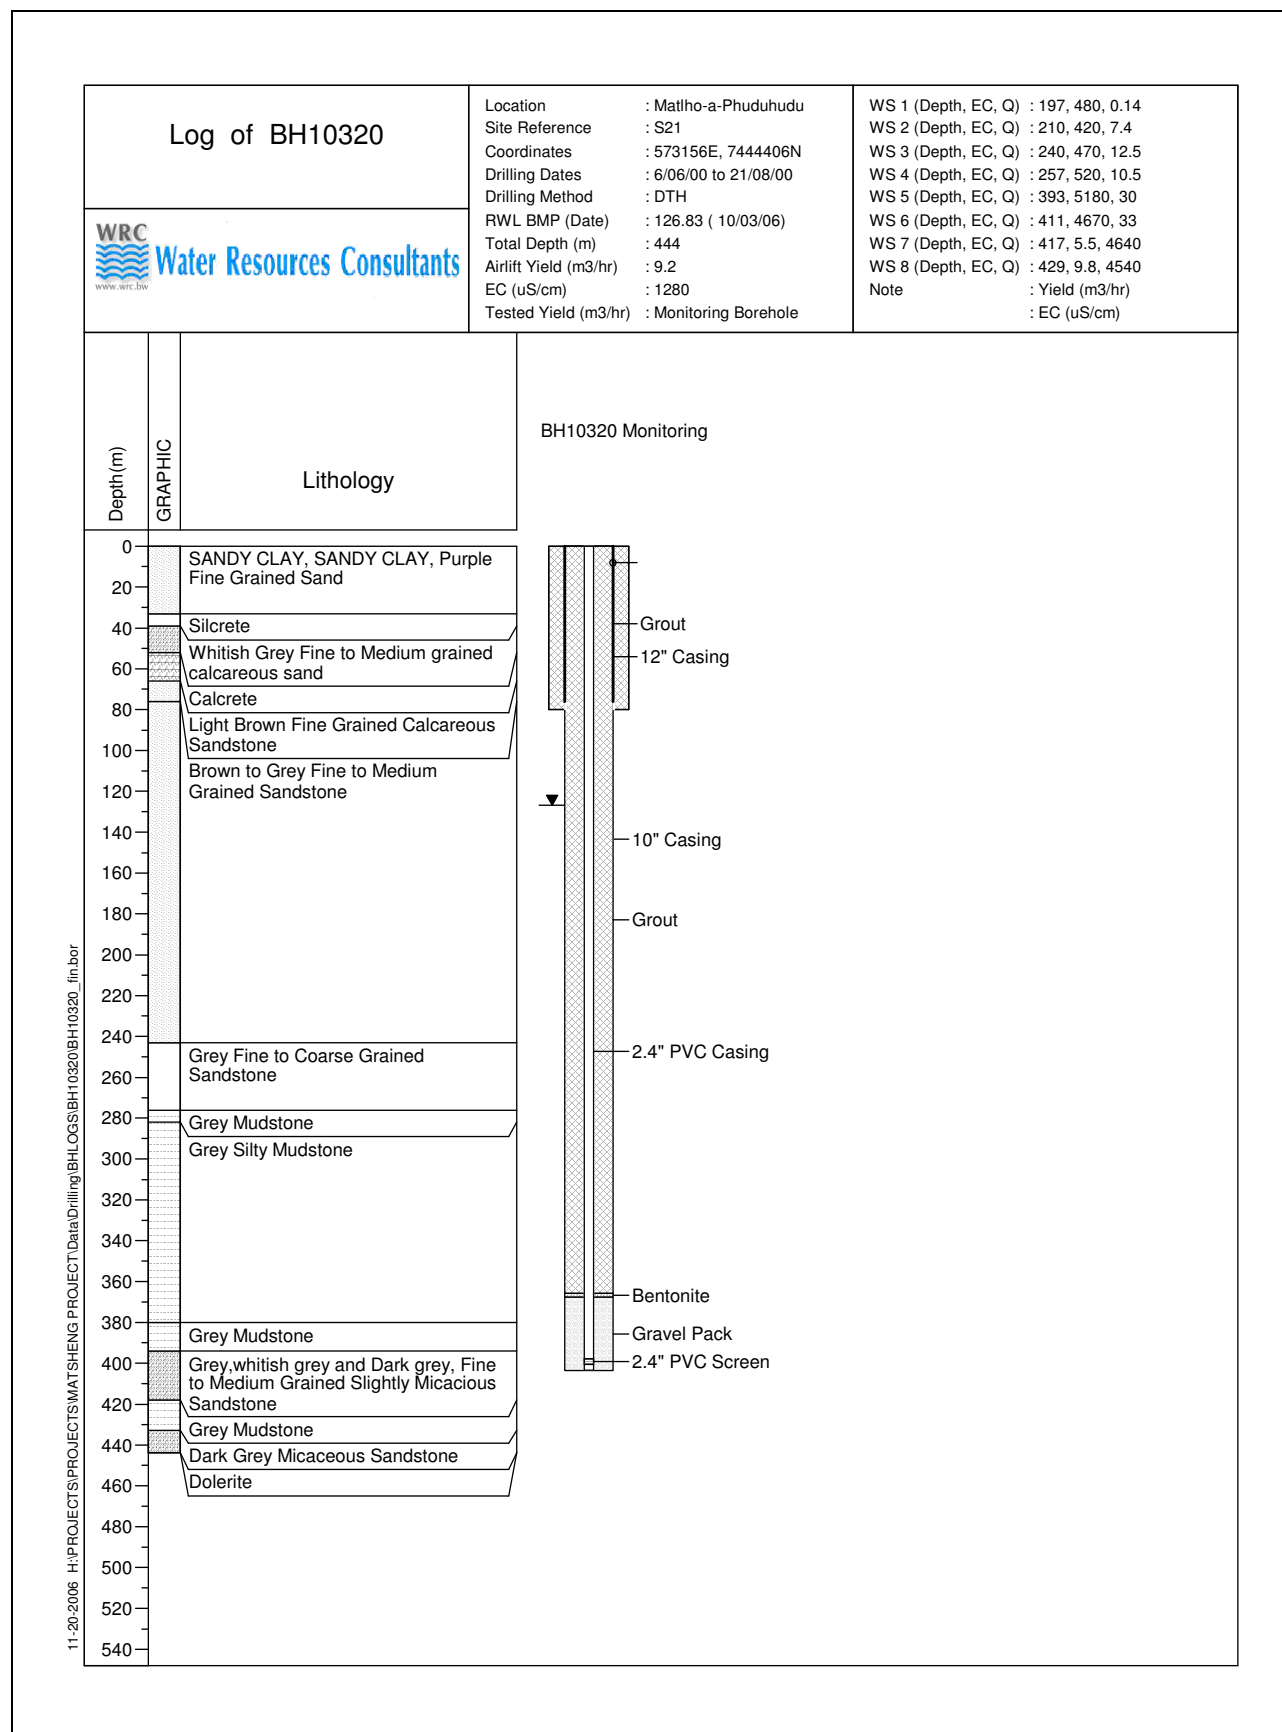 Log of BH10320
WRC
Water Resources Consultants
www.wrc.bw
Location : Matlho-a-Phuduhudu
Site Reference : S21
Coordinates : 573156E, 7444406N
Drilling Dates : 6/06/00 to 21/08/00
Drilling Method : DTH
RWL BMP (Date) : 126.83 ( 10/03/06)
Total Depth (m) : 444
Airlift Yield (m3/hr) : 9.2
EC (uS/cm) : 1280
Tested Yield (m3/hr) : Monitoring Borehole
WS 1 (Depth, EC, Q) : 197, 480, 0.14
WS 2 (Depth, EC, Q) : 210, 420, 7.4
WS 3 (Depth, EC, Q) : 240, 470, 12.5
WS 4 (Depth, EC, Q) : 257, 520, 10.5
WS 5 (Depth, EC, Q) : 393, 5180, 30
WS 6 (Depth, EC, Q) : 411, 4670, 33
WS 7 (Depth, EC, Q) : 417, 5.5, 4640
WS 8 (Depth, EC, Q) : 429, 9.8, 4540
Note : Yield (m3/hr)
: EC (uS/cm)
Depth(m)
GRAPHIC
Lithology
BH10320 Monitoring
0
20
40
60
80
100
120
140
160
180
200
220
240
260
280
300
320
340
360
380
400
420
440
460
480
500
520
540
SANDY CLAY, SANDY CLAY, Purple
Fine Grained Sand
Silcrete
Whitish Grey Fine to Medium grained
calcareous sand
Calcrete
Light Brown Fine Grained Calcareous
Sandstone
Brown to Grey Fine to Medium
Grained Sandstone
Grey Fine to Coarse Grained
Sandstone
Grey Mudstone
Grey Silty Mudstone
Grey Mudstone
Grey,whitish grey and Dark grey, Fine
to Medium Grained Slightly Micacious
Sandstone
Grey Mudstone
Dark Grey Micaceous Sandstone
Dolerite
Grout
12" Casing
10" Casing
Grout
2.4" PVC Casing
Bentonite
Gravel Pack
2.4" PVC Screen
11-20-2006 H:\PROJECTS\PROJECTS\MATSHENG PROJECT\Data\Drilling\BHLOGS\BH10320\BH10320_fin.bor